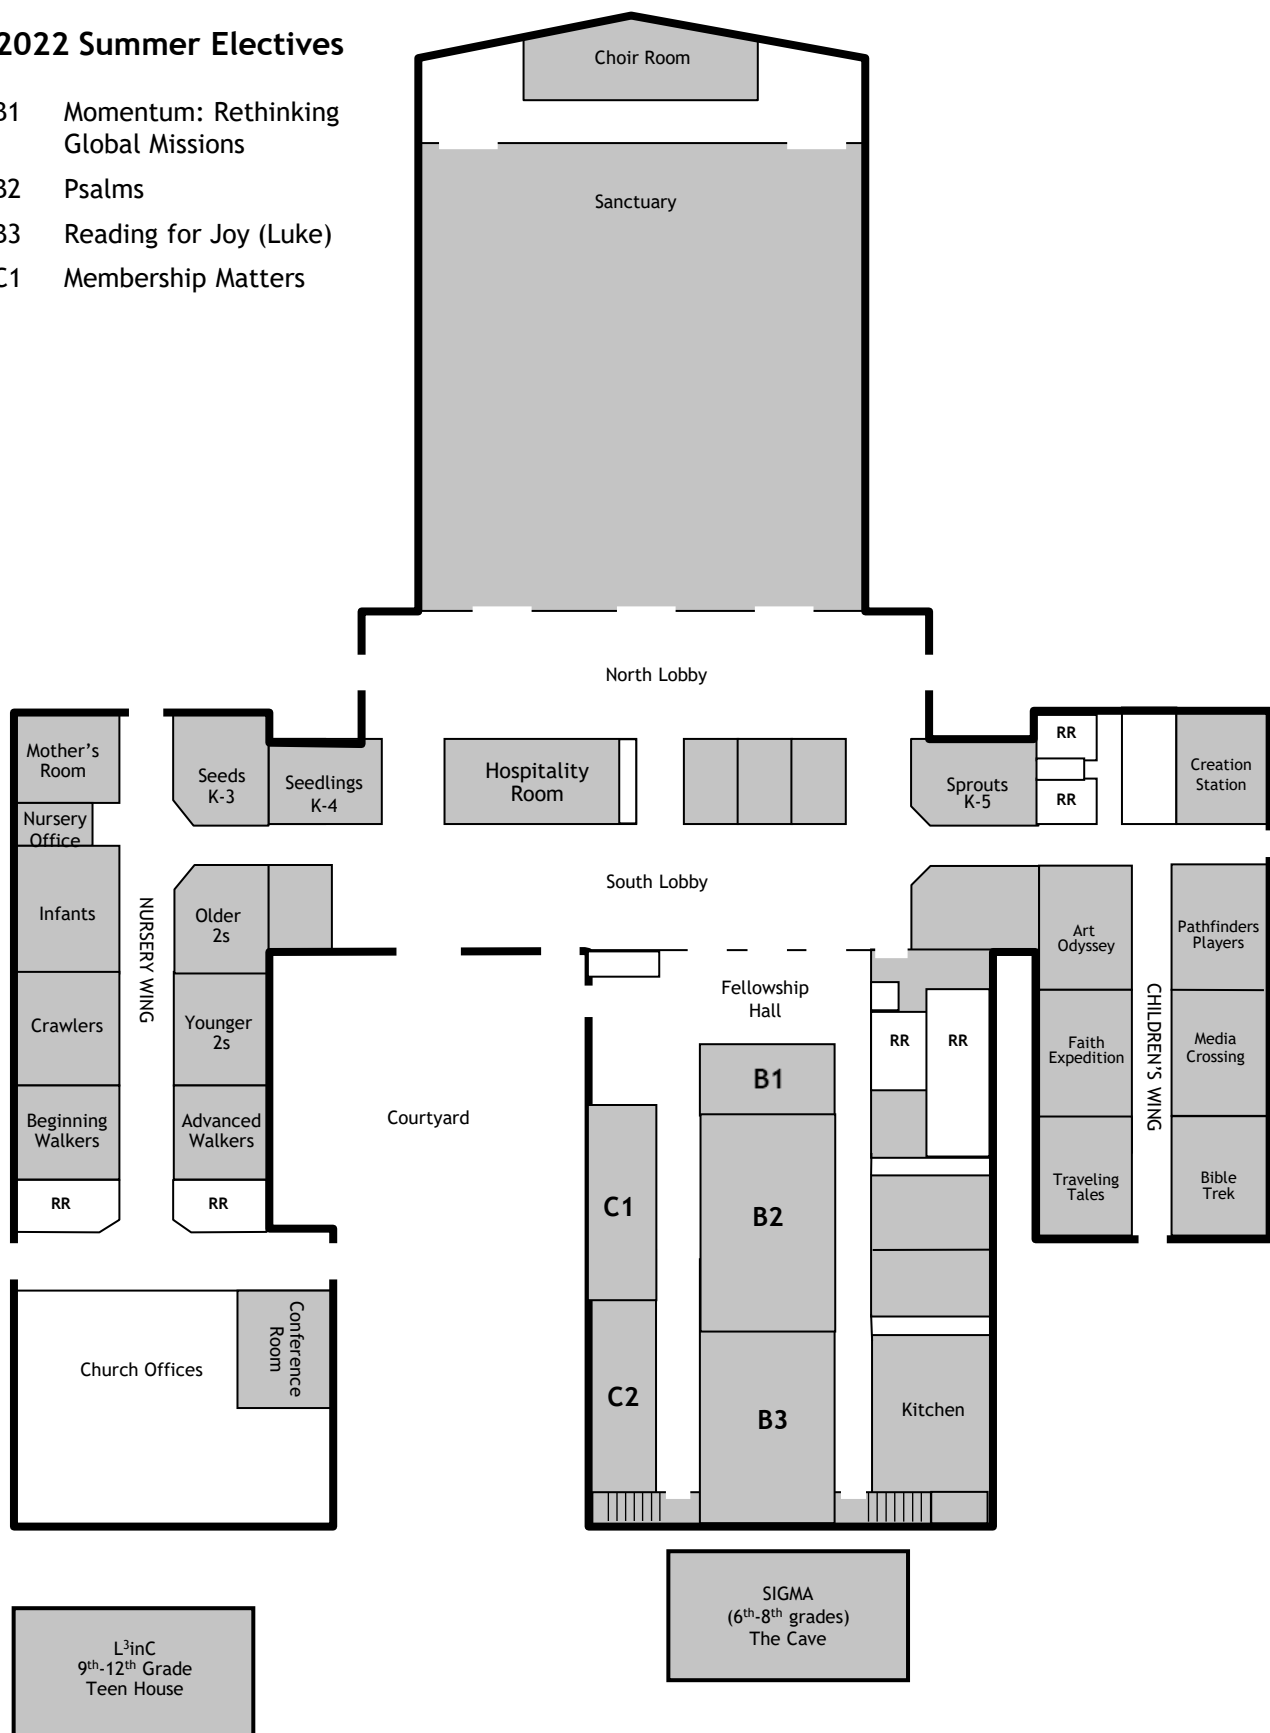 2022 Summer Electives
B1 Momentum: Rethinking
Global Missions
B2 Psalms
B3 Reading for Joy (Luke)
C1 Membership Matters
Choir Room
Sanctuary
North Lobby
Mother's
Room
Seeds
K-3
Seedlings
K-4
Hospitality
Room
Sprouts
K-5
RR
RR
Creation
Station
Nursery
Office
Infants
NURSERY WING
Older
2s
South Lobby
Art
Odyssey
Pathfinders
Players
Crawlers
Younger
2s
Fellowship
Hall
RR
RR
Faith
Expedition
CHILDREN'S WING
Media
Crossing
B1
Beginning
Walkers
Advanced
Walkers
Courtyard
RR
RR
C1
B2
Traveling
Tales
Bible
Trek
Church Offices
Conference
Room
C2
B3
Kitchen
SIGMA
(6th-8th grades)
The Cave
L3inC
9th-12th Grade
Teen House